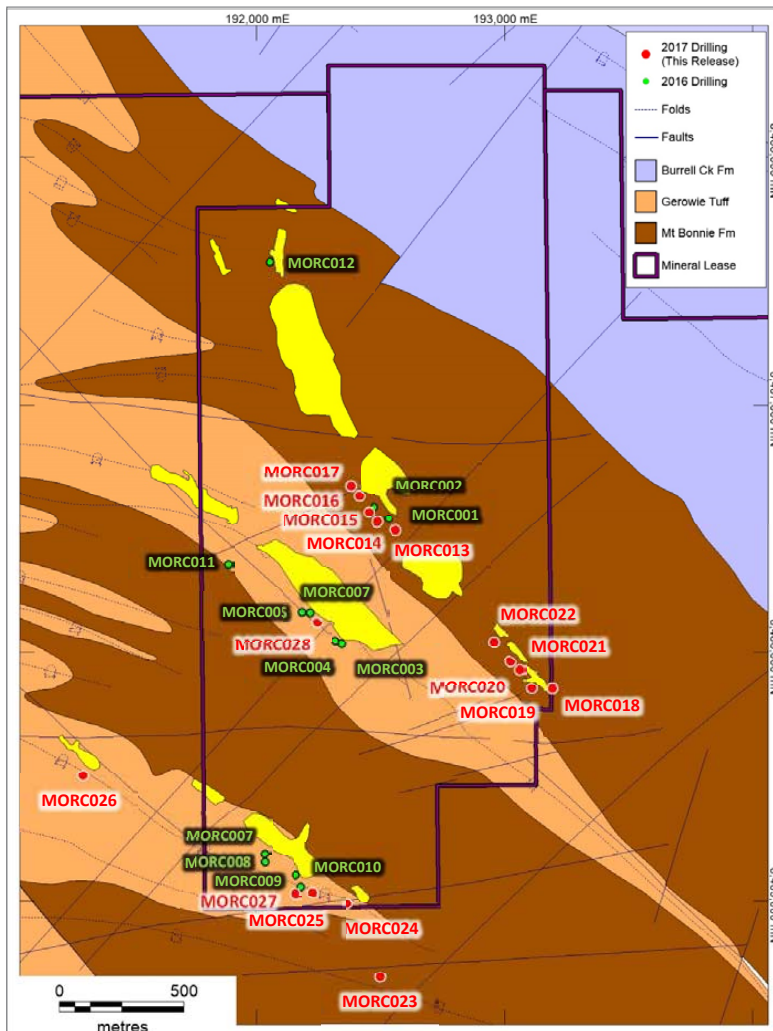 192,000 mE
193,000 mE
2017 Drilling
(This Release)
2016 Drilling
Folds
Faults
Burrell Ck Fm
Gerowie Tuff
Mt Bonnie Fm
Mineral Lease
MORC012
MORC017
MORC002
MORC016
MORC015
MORC001
MORC014
MORC013
MORC011
MORC007
MORC005
MORC028
MORC004
MORC003
MORC022
MORC021
MORC020
MORC019
MORC018
MORC026
MORC007
MORC008
MORC010
MORC009
MORC027
MORC025
MORC024
MORC023
0
500
metres